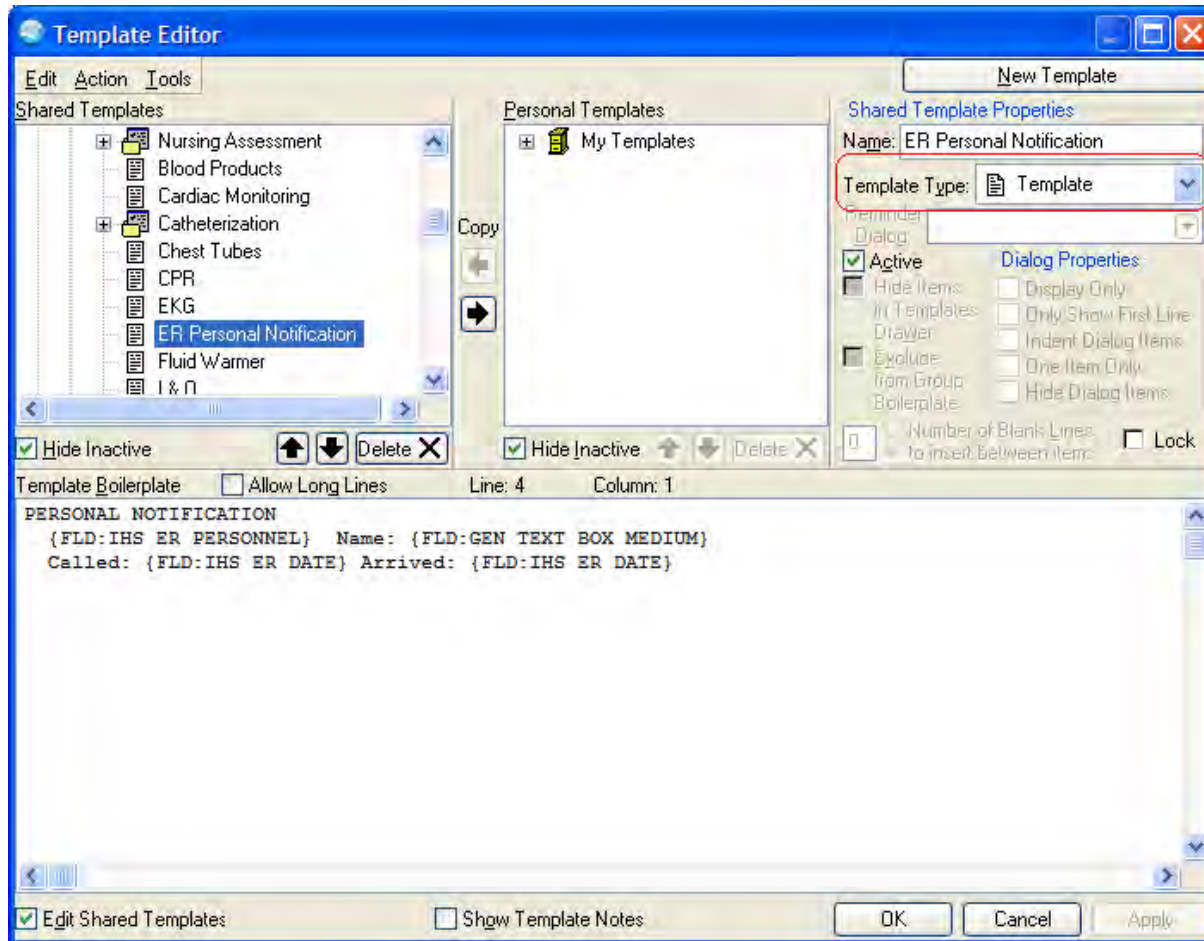 Template Editor
Edit Action Tools
New Template
Shared Templates
Personal Templates
Shared Template Properties
Nursing Assessment
Blood Products
Cardiac Monitoring
Catheterization
Chest Tubes
CPR
EKG
ER Personal Notification
Fluid Warmer
I & O
Copy
My Templates
Name: ER Personal Notification
Template Type: Template
Reminder
Dialog:
Active
Dialog Properties
Hide Items
in Templates
Drawer
Exclude
from Group
Boilerplate
Display Only
Only Show First Line
Indent Dialog Items
One Item Only
Hide Dialog Items
Hide Inactive Delete X
Hide Inactive Delete X
0 Number of Blank Lines
to insert between items
Lock
Template Boilerplate Allow Long Lines Line: 4 Column: 1
PERSONAL NOTIFICATION
{FLD:IHS ER PERSONNEL} Name: {FLD:GEN TEXT BOX MEDIUM}
Called: {FLD:IHS ER DATE} Arrived: {FLD:IHS ER DATE}
Edit Shared Templates Show Template Notes OK Cancel Apply